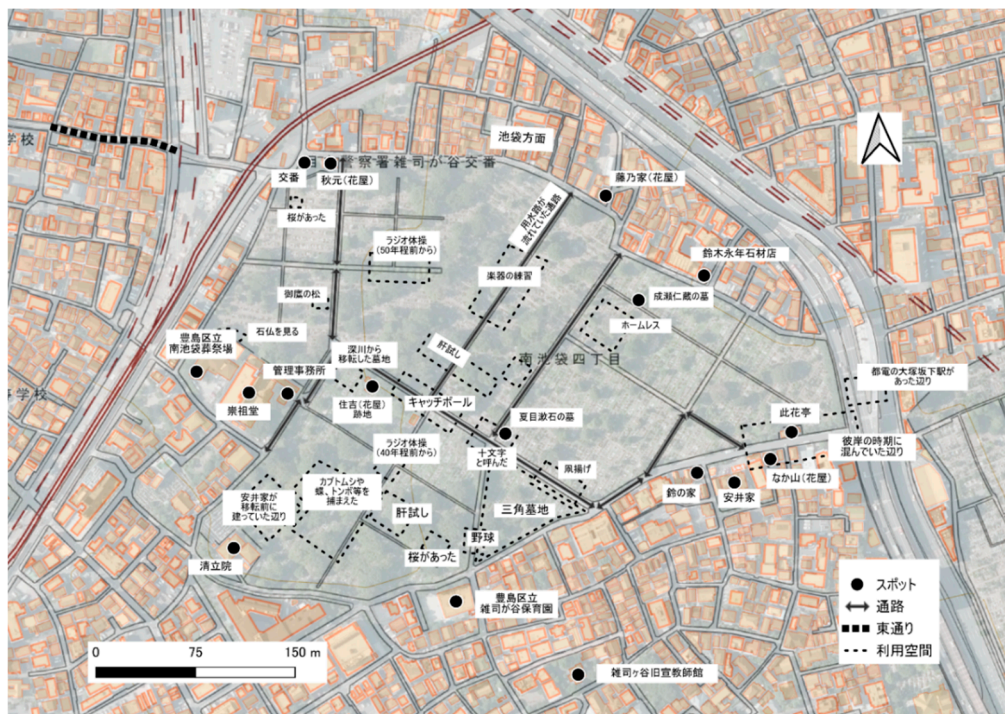 池袋方面
学校
目白警察署雑司が谷交番
交番
秋元(花屋)
藤乃家(花屋)
桜があった
用水路が
流れていた通路
ラジオ体操
(50年程前から)
楽器の練習
鈴木永年石材店
成瀬仁蔵の墓
御鷹の松
ホームレス
石仏を見る
豊島区立
南池袋葬祭場
深川から
移転した墓地
肝試し
南池袋四丁目
都電の大塚坂下駅が
あった辺り
管理事務所
崇祖堂
住吉(花屋)
跡地
キャッチボール
夏目漱石の墓
此花亭
学校
ラジオ体操
(40年程前から)
十文字
と呼んだ
凧揚げ
彼岸の時期に
混んでいた辺り
なか山(花屋)
鈴の家
安井家
カブトムシや
蝶、トンボ等を
捕まえた
安井家が
移転前に
建っていた辺り
肝試し
三角墓地
野球
桜があった
清立院
豊島区立
雑司が谷保育園
雑司ヶ谷旧宣教師館
スポット
通路
東通り
利用空間
0 75 150 m